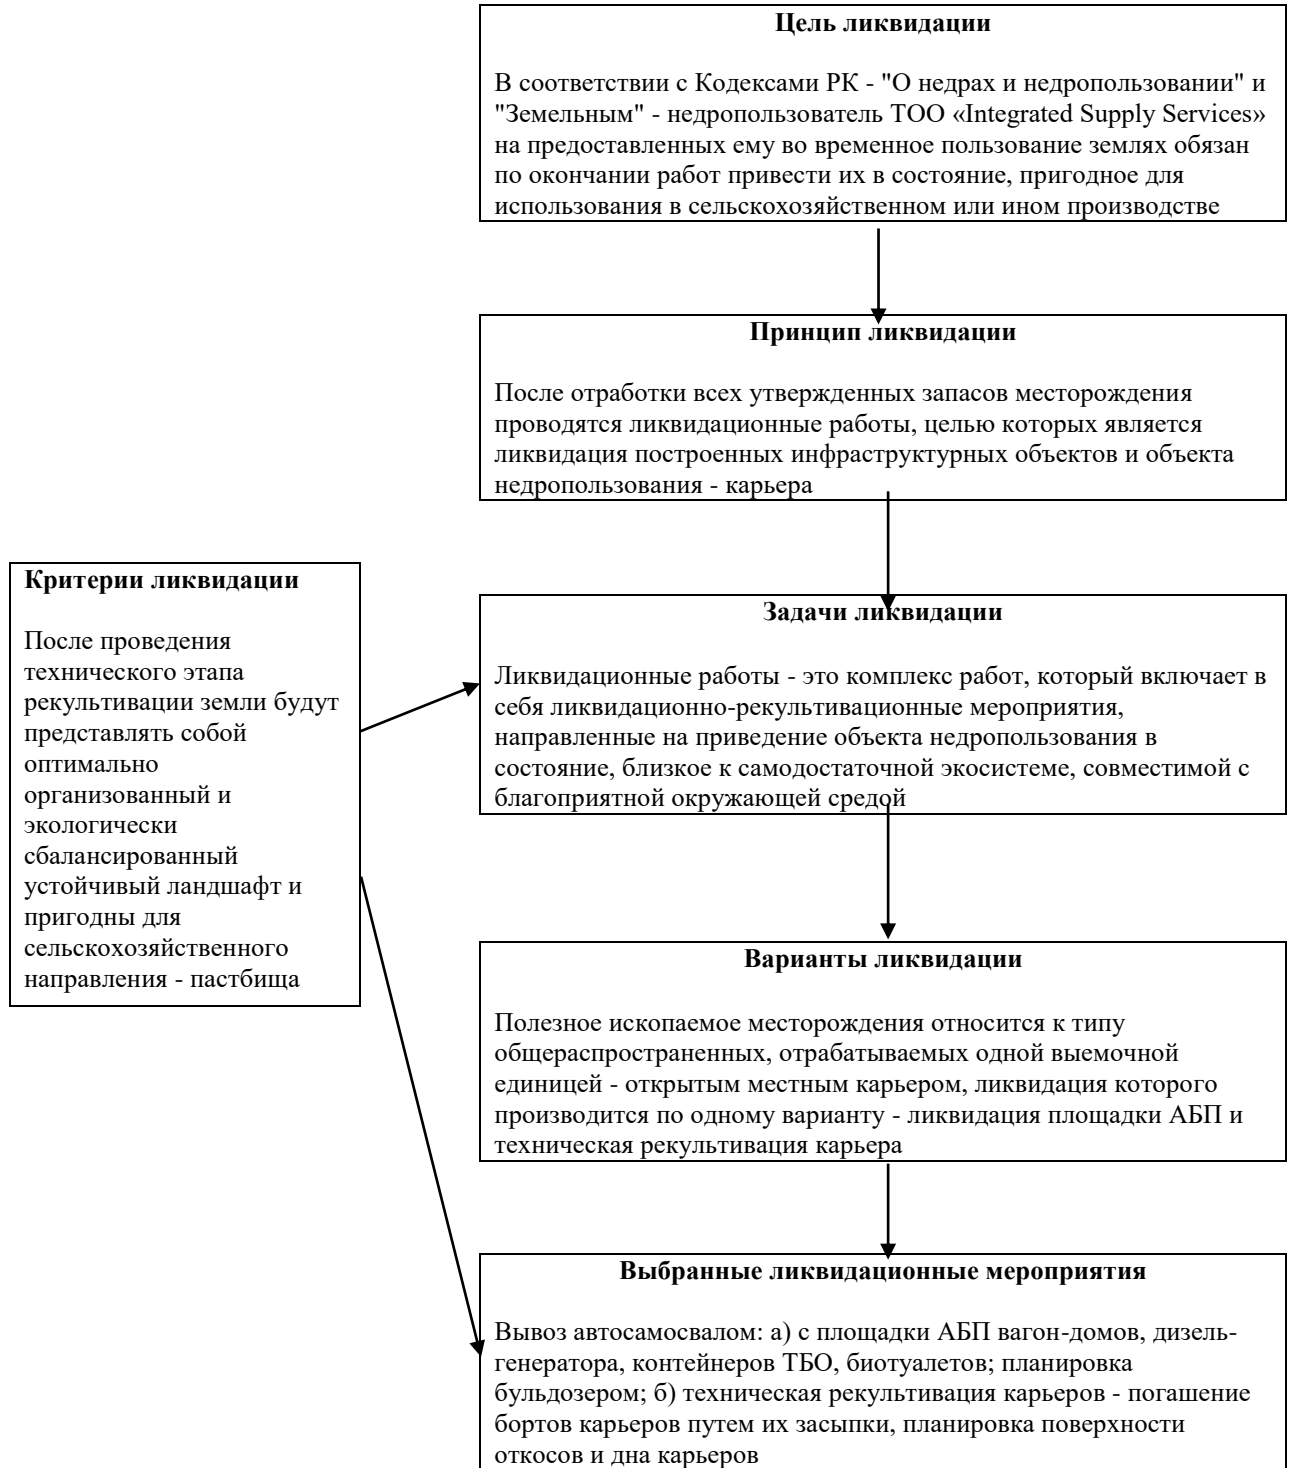 Цель ликвидации
В соответствии с Кодексами РК - "О недрах и недропользовании" и
"Земельным" - недропользователь ТОО «Integrated Supply Services»
на предоставленных ему во временное пользование землях обязан
по окончании работ привести их в состояние, пригодное для
использования в сельскохозяйственном или ином производстве
Принцип ликвидации
После отработки всех утвержденных запасов месторождения
проводятся ликвидационные работы, целью которых является
ликвидация построенных инфраструктурных объектов и объекта
недропользования - карьера
Критерии ликвидации
После проведения
технического этапа
рекультивации земли будут
представлять собой
оптимально
организованный и
экологически
сбалансированный
устойчивый ландшафт и
пригодны для
сельскохозяйственного
направления - пастбища
Задачи ликвидации
Ликвидационные работы - это комплекс работ, который включает в
себя ликвидационно-рекультивационные мероприятия,
направленные на приведение объекта недропользования в
состояние, близкое к самодостаточной экосистеме, совместимой с
благоприятной окружающей средой
Варианты ликвидации
Полезное ископаемое месторождения относится к типу
общераспространенных, отрабатываемых одной выемочной
единицей - открытым местным карьером, ликвидация которого
производится по одному варианту - ликвидация площадки АБП и
техническая рекультивация карьера
Выбранные ликвидационные мероприятия
Вывоз автосамосвалом: а) с площадки АБП вагон-домов, дизель-
генератора, контейнеров ТБО, биотуалетов; планировка
бульдозером; б) техническая рекультивация карьеров - погашение
бортов карьеров путем их засыпки, планировка поверхности
откосов и дна карьеров